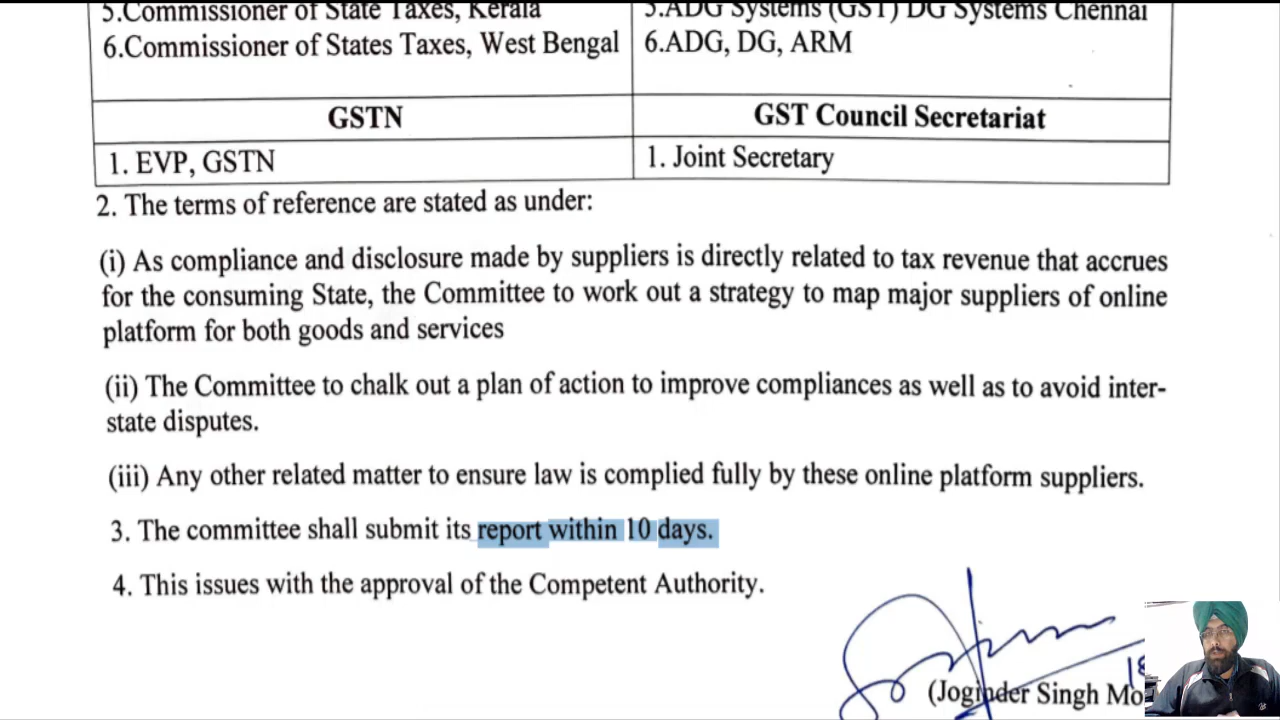 5.Commissioner of State Taxes, Kerala
5.ADG Systems (GST) DG Systems Chennai
6.Commissioner of States Taxes, West Bengal
6.ADG, DG, ARM
GSTN
GST Council Secretariat
1. EVP, GSTN
1. Joint Secretary
2. The terms of reference are stated as under:
(i) As compliance and disclosure made by suppliers is directly related to tax revenue that accrues
for the consuming State, the Committee to work out a strategy to map major suppliers of online
platform for both goods and services
(ii) The Committee to chalk out a plan of action to improve compliances as well as to avoid inter-
state disputes.
(iii) Any other related matter to ensure law is complied fully by these online platform suppliers.
3. The committee shall submit its report within 10 days.
4. This issues with the approval of the Competent Authority.
18
(Joginder Singh Mo